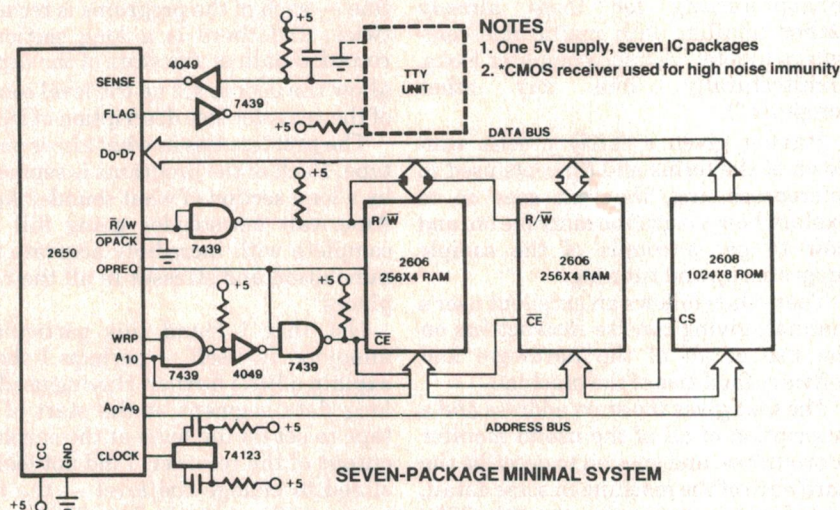 +5
NOTES
1. One 5V supply, seven IC packages
2. *CMOS receiver used for high noise immunity
4049
SENSE
TTY
UNIT
FLAG
7439
+5
DATA BUS
D0-D7
+5
R/W
R/W
R/W
OPACK
7439
2650
2606
256X4 RAM
2606
256X4 RAM
2608
1024X8 ROM
OPREQ
+5
+5
CE
CS
WRP
CE
A10
7439
4049
7439
A0-A9
ADDRESS BUS
+5
CLOCK
74123
VCC
GND
+5
SEVEN-PACKAGE MINIMAL SYSTEM
+5